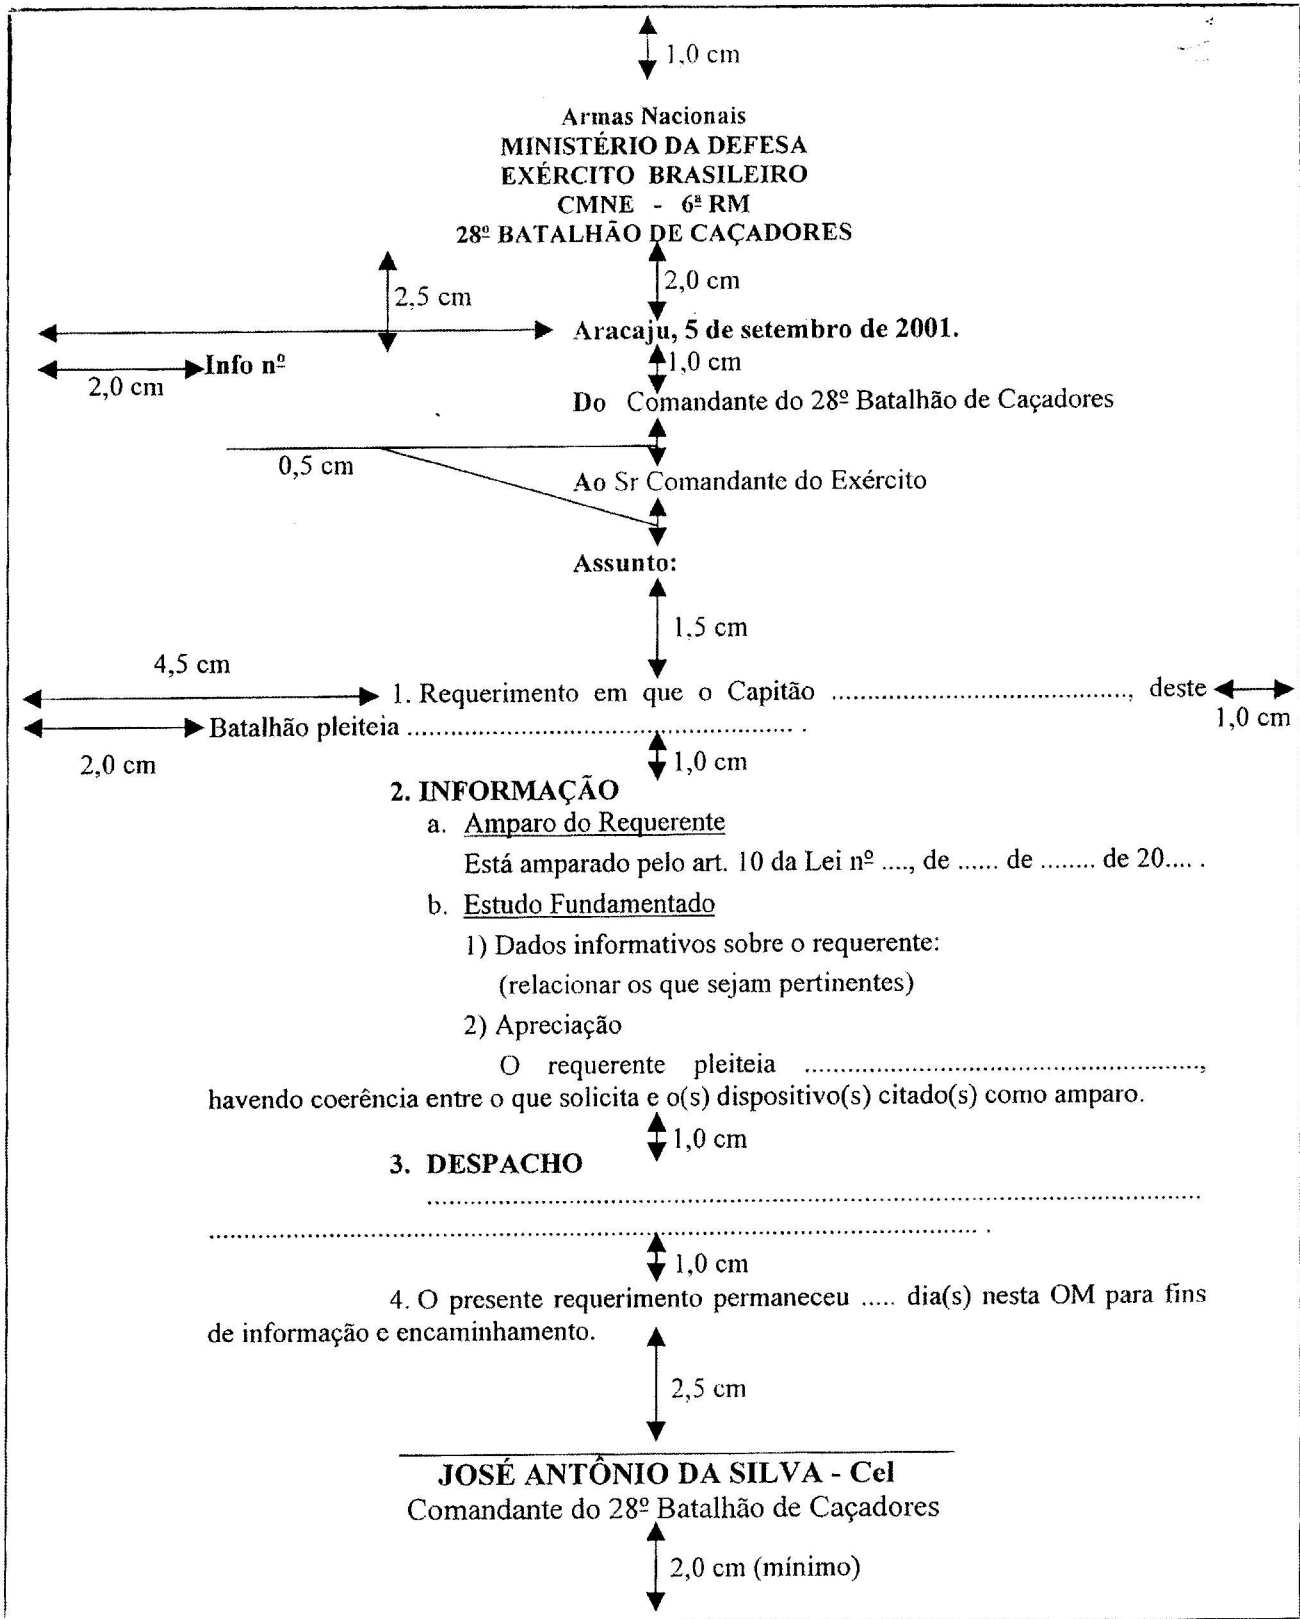 1,0 cm
Armas Nacionais
MINISTÉRIO DA DEFESA
EXÉRCITO BRASILEIRO
CMNE - 6ª RM
28º BATALHÃO DE CAÇADORES
2,0 cm
2,5 cm
Aracaju, 5 de setembro de 2001.
Info nº
1,0 cm
2,0 cm
Do Comandante do 28º Batalhão de Caçadores
0,5 cm
Ao Sr Comandante do Exército
Assunto:
1,5 cm
4,5 cm
1. Requerimento em que o Capitão ........................................, deste
1,0 cm
Batalhão pleiteia ...................................................... .
2,0 cm
1,0 cm
2. INFORMAÇÃO
a. Amparo do Requerente
Está amparado pelo art. 10 da Lei nº ...., de ...... de ........ de 20.... .
b. Estudo Fundamentado
1) Dados informativos sobre o requerente:
(relacionar os que sejam pertinentes)
2) Apreciação
O requerente pleiteia ......................................................,
havendo coerência entre o que solicita e o(s) dispositivo(s) citado(s) como amparo.
1,0 cm
3. DESPACHO
..............................................................................................................
.............................................................................................................. .
1,0 cm
4. O presente requerimento permaneceu ..... dia(s) nesta OM para fins
de informação e encaminhamento.
2,5 cm
JOSÉ ANTÔNIO DA SILVA - Cel
Comandante do 28º Batalhão de Caçadores
2,0 cm (mínimo)